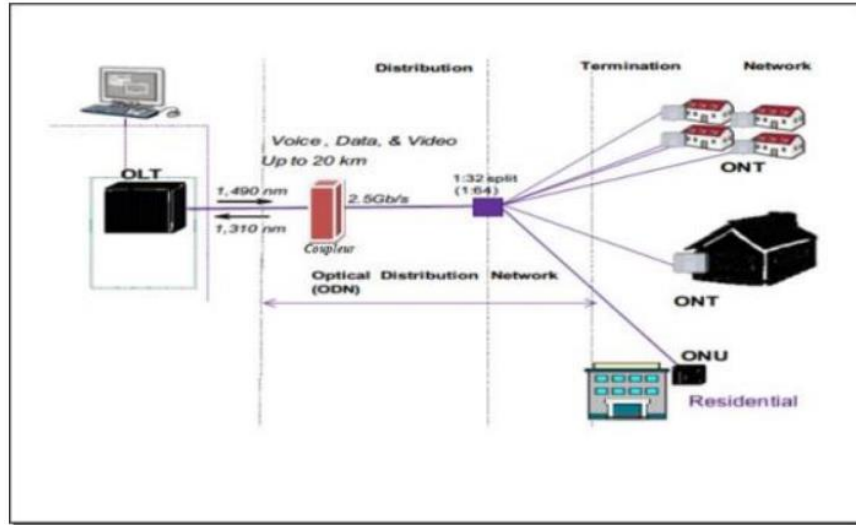 Distribution
Termination Network
Voice, Data, & Video
Up to 20 km
OLT
1,490 nm
1,310 nm
2.5Gb/s
1:32 split
(1:64)
Coupleur
ONT
Optical Distribution Network
(ODN)
ONT
ONU
Residential